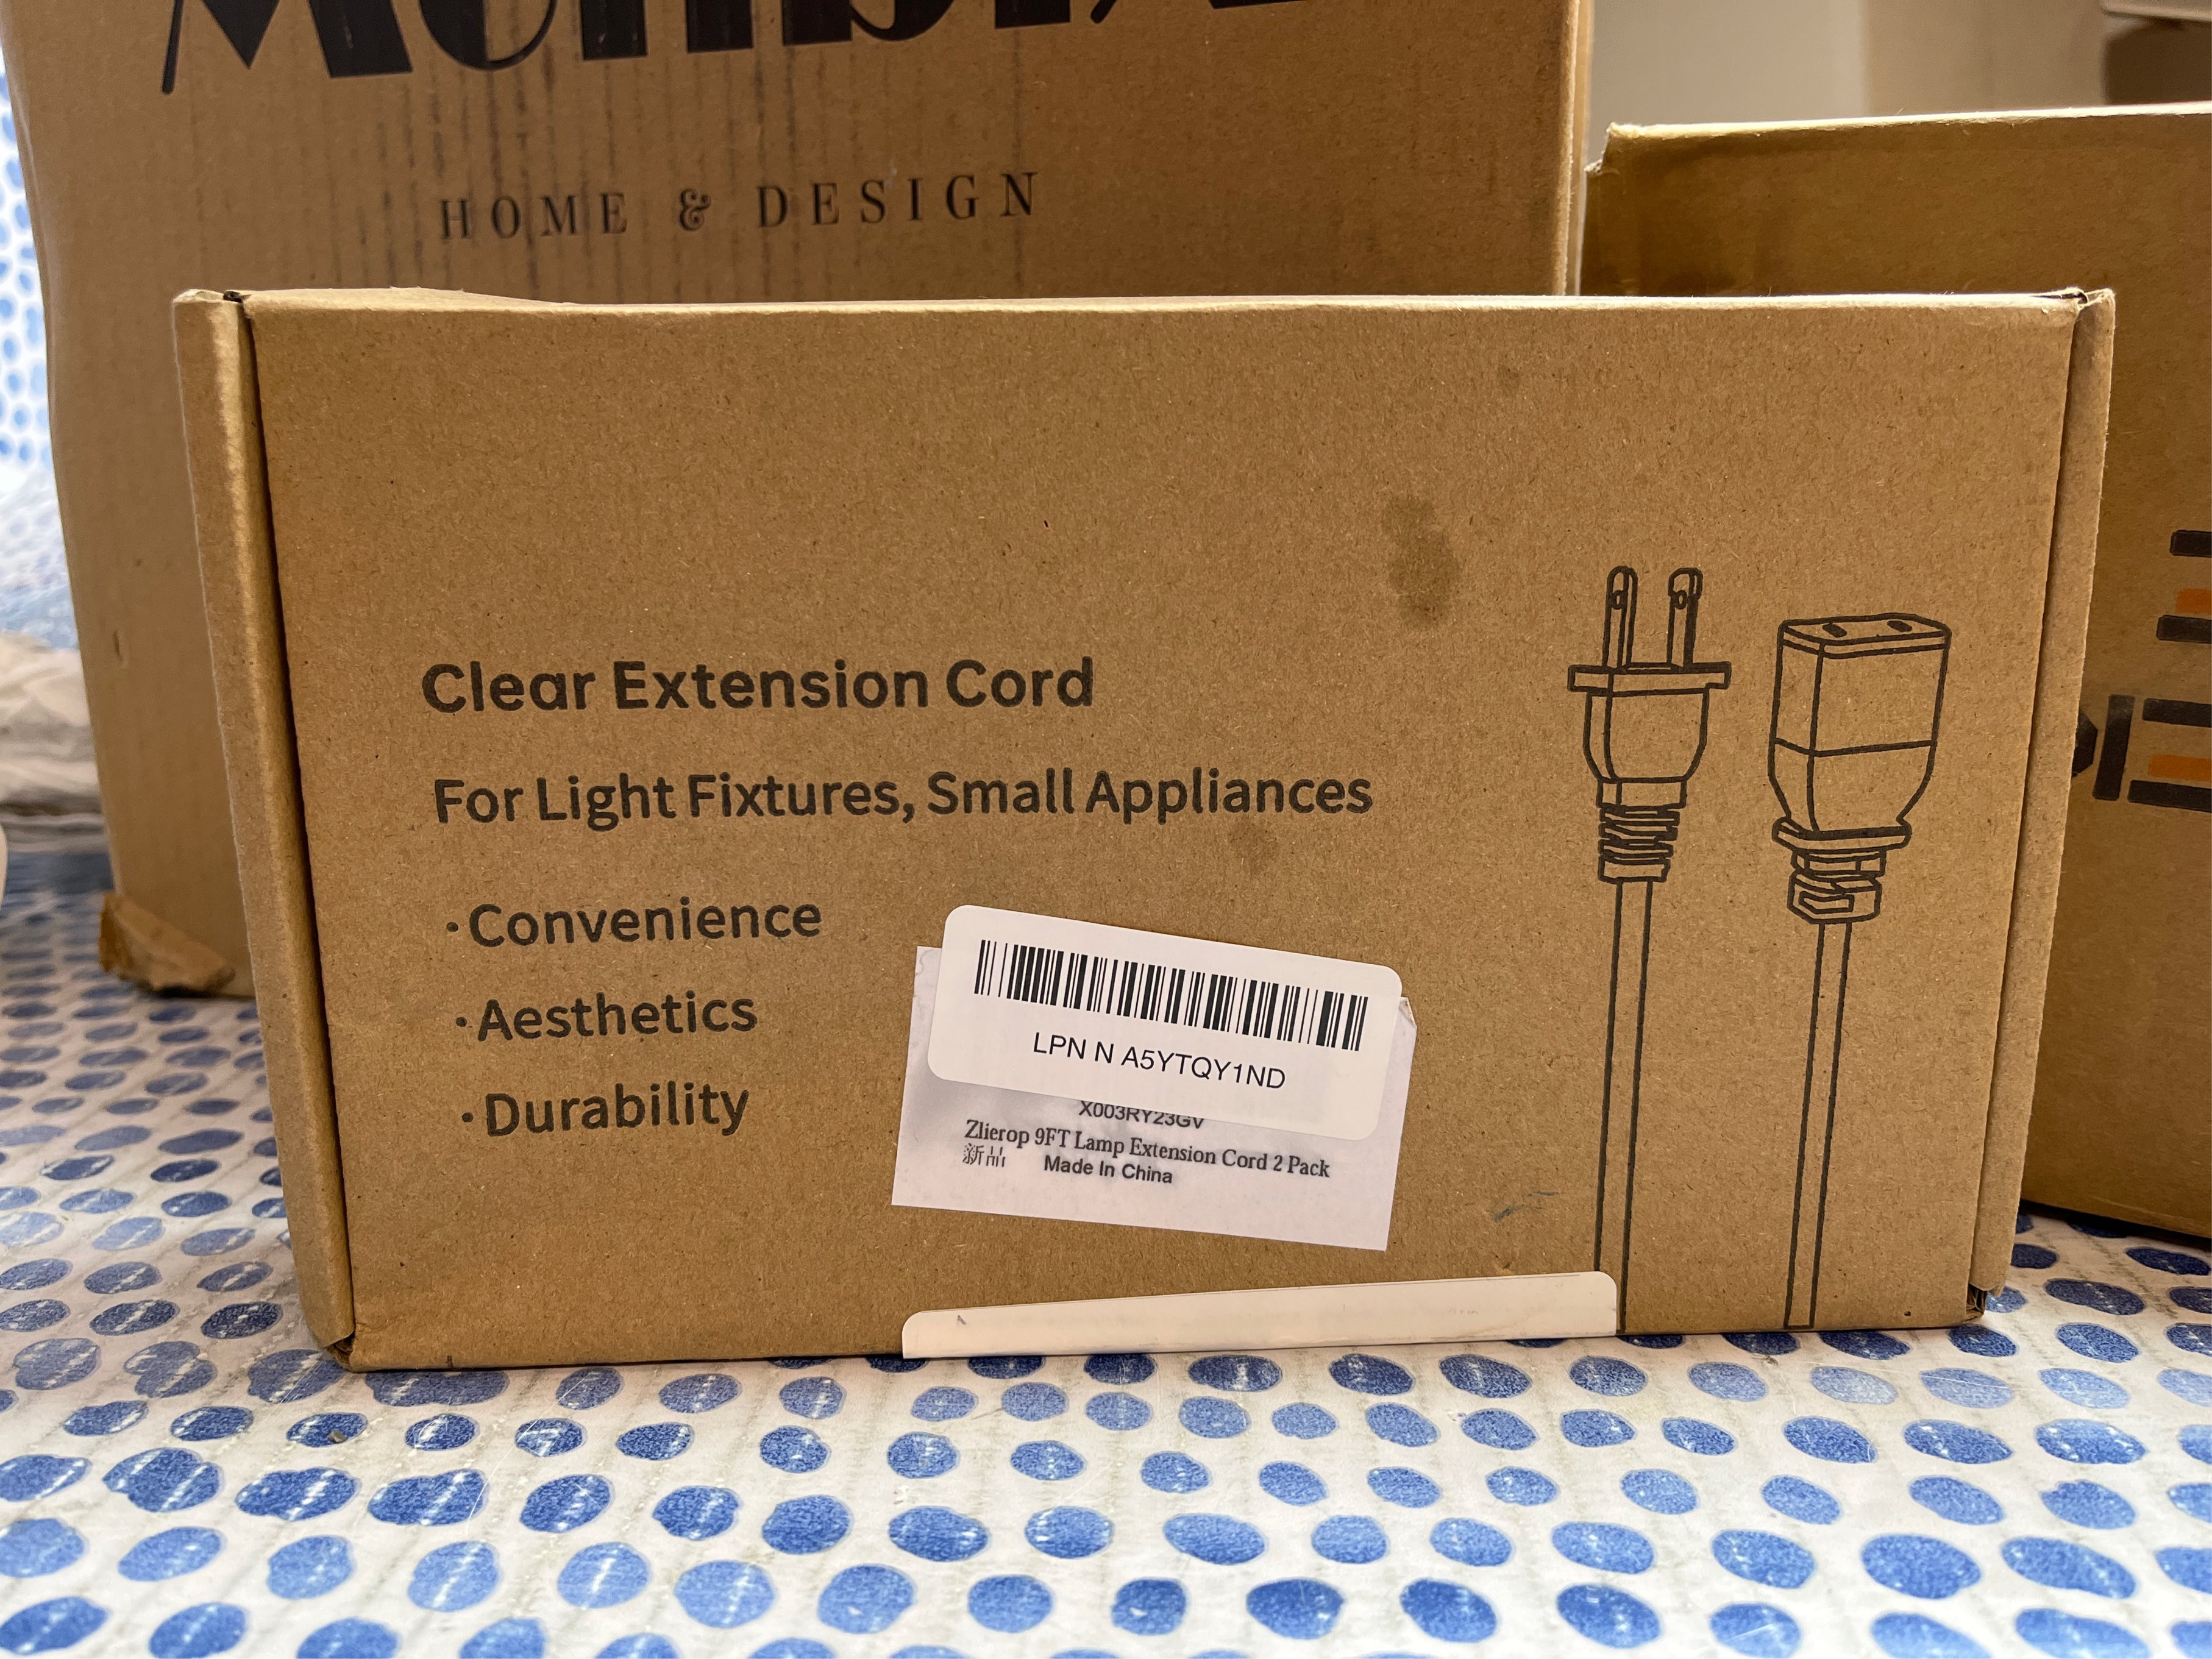 HOME & DESIGN
Clear Extension Cord
For Light Fixtures, Small Appliances
·Convenience
·Aesthetics
·Durability
LPN N A5YTQY1ND
X003RY23GV
Zlierop 9FT Lamp Extension Cord 2 Pack
新品 Made In China